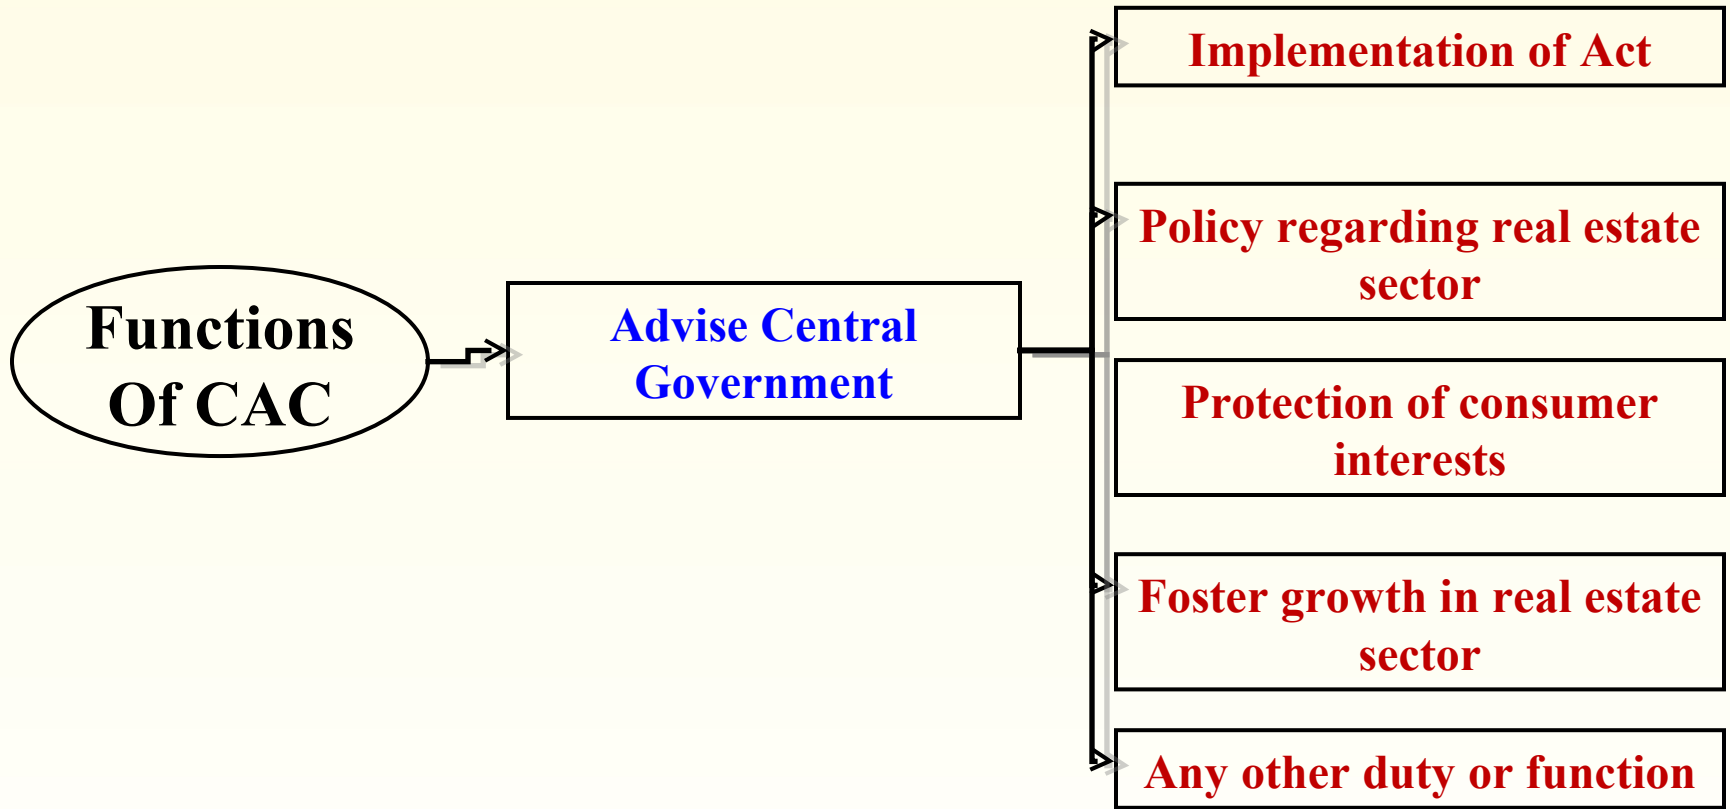 Functions
Of CAC
Advise Central
Government
Implementation of Act
Policy regarding real estate
sector
Protection of consumer
interests
Foster growth in real estate
sector
Any other duty or function